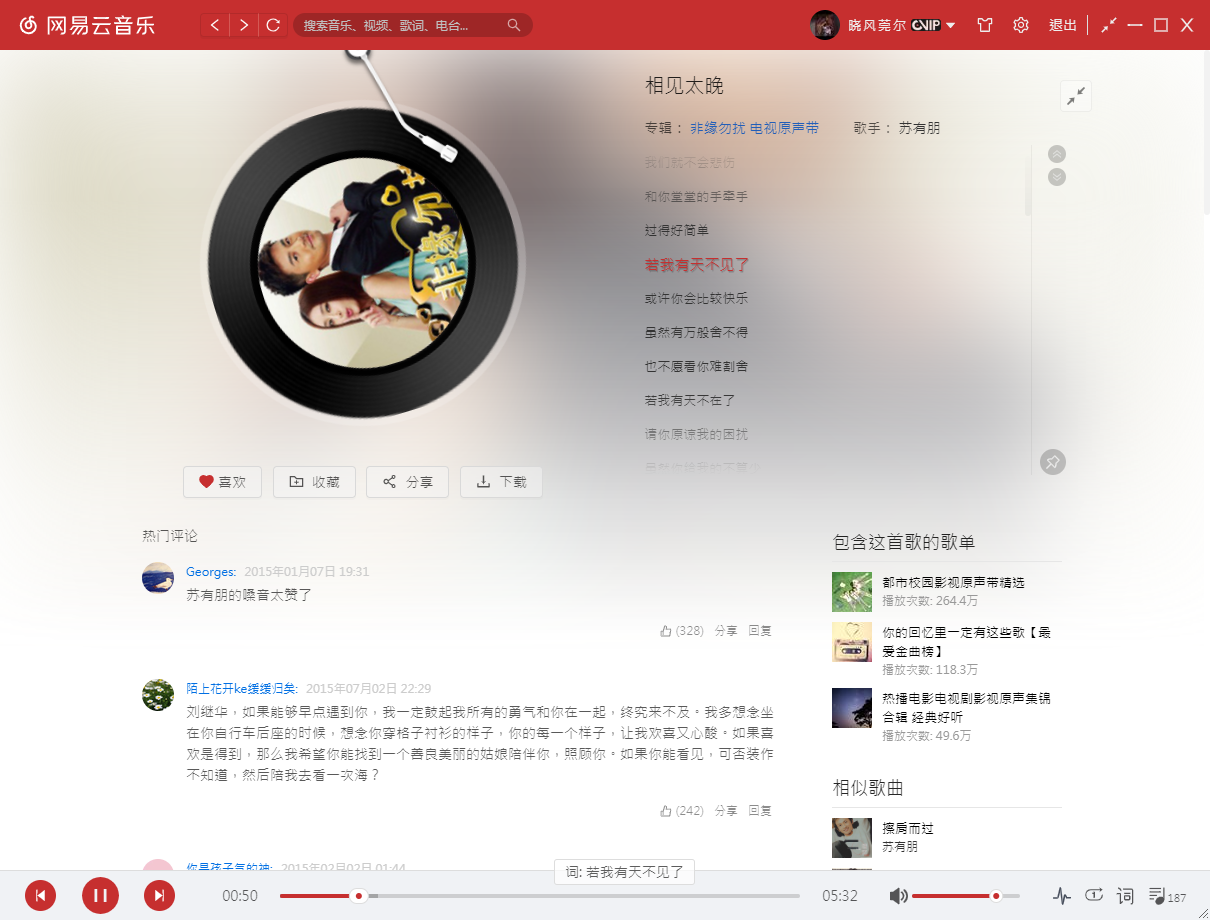 网易云音乐
搜索音乐、视频、歌词、电台...
晓风莞尔 CVIP
退出
相见太晚
专辑： 非缘勿扰 电视原声带 歌手： 苏有朋
我们就不会悲伤
和你堂堂的手牵手
过得好简单
若我有天不见了
或许你会比较快乐
虽然有万般舍不得
也不愿看你难割舍
若我有天不在了
请你原谅我的困扰
非缘勿扰
喜欢 收藏 分享 下载
热门评论
Georges: 2015年01月07日 19:31
苏有朋的嗓音太赞了
(328) 分享 回复
陌上花开ke缓缓归矣: 2015年07月02日 22:29
刘继华，如果能够早点遇到你，我一定鼓起我所有的勇气和你在一起，终究来不及。我多想念坐
在你自行车后座的时候，想念你穿格子衬衫的样子，你的每一个样子，让我欢喜又心酸。如果喜
欢是得到，那么我希望你能找到一个善良美丽的姑娘陪伴你，照顾你。如果你能看见，可否装作
不知道，然后陪我去看一次海？
(242) 分享 回复
你是孩子气的神: 2015年02月02日 01:44
包含这首歌的歌单
都市校园影视原声带精选
播放次数: 264.4万
你的回忆里一定有这些歌【最
爱金曲榜】
播放次数: 118.3万
热播电影电视剧影视原声集锦
合辑 经典好听
播放次数: 49.6万
相似歌曲
擦肩而过
苏有朋
词: 若我有天不见了
00:50
05:32
词
187